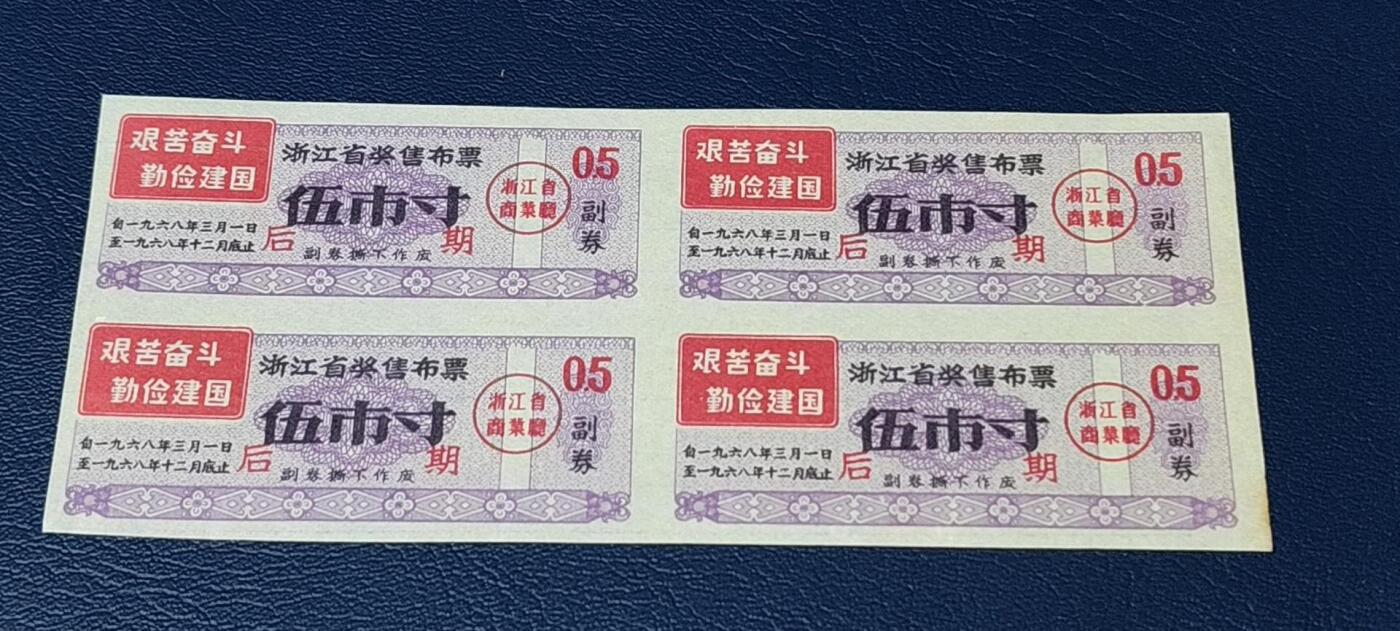 艰苦奋斗
勤俭建国
浙江省奖售布票
伍市寸
自一九六八年三月一日
至一九六八年十二月底止
后期
副券撕下作废
浙江省
商业廳
0.5
副券
艰苦奋斗
勤俭建国
浙江省奖售布票
伍市寸
自一九六八年三月一日
至一九六八年十二月底止
后期
副券撕下作废
浙江省
商业廳
0.5
副券
艰苦奋斗
勤俭建国
浙江省奖售布票
伍市寸
自一九六八年三月一日
至一九六八年十二月底止
后期
副券撕下作废
浙江省
商业廳
0.5
副券
艰苦奋斗
勤俭建国
浙江省奖售布票
伍市寸
自一九六八年三月一日
至一九六八年十二月底止
后期
副券撕下作废
浙江省
商业廳
0.5
副券